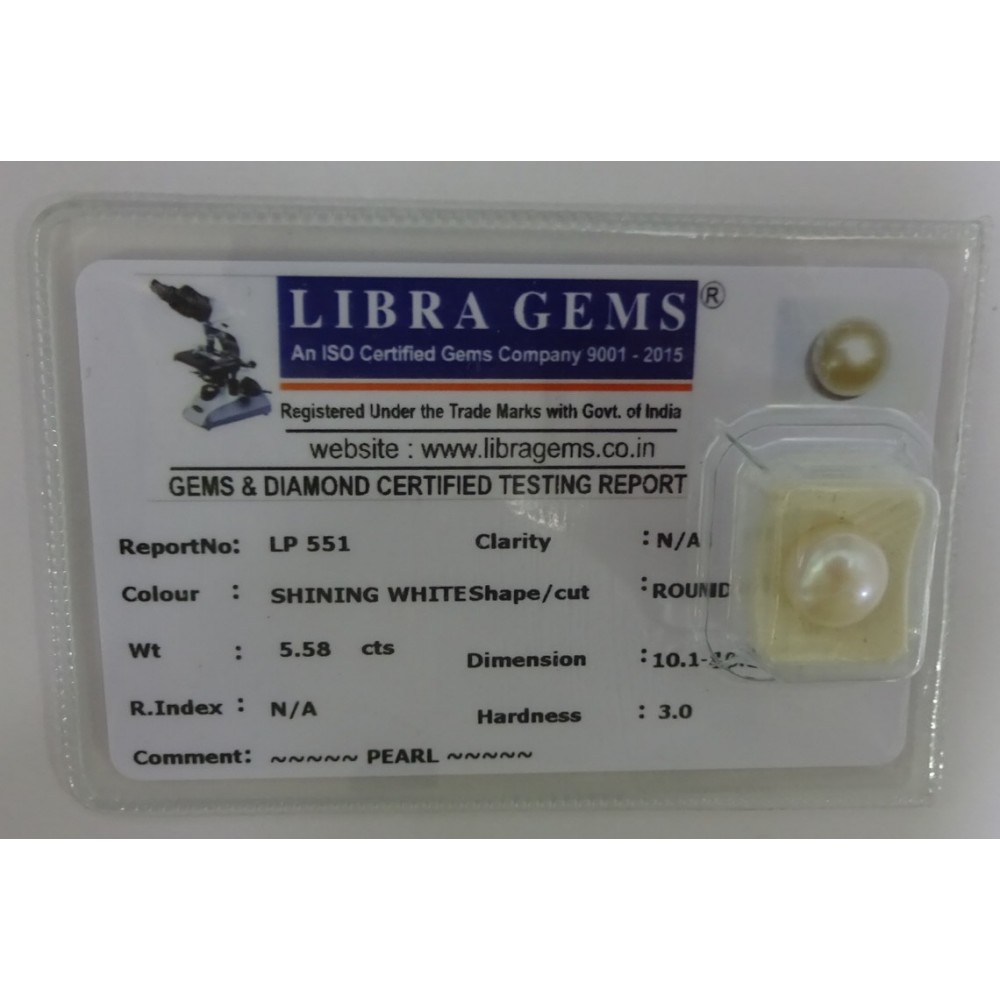 LIBRA GEMS ®
An ISO Certified Gems Company 9001 - 2015
Registered Under the Trade Marks with Govt. of India
website : www.libragems.co.in
GEMS & DIAMOND CERTIFIED TESTING REPORT
ReportNo: LP 551 Clarity : N/A
Colour : SHINING WHITE Shape/cut : ROUND
Wt : 5.58 cts Dimension : 10.1-
R.Index : N/A Hardness : 3.0
Comment: ~~~~~ PEARL ~~~~~